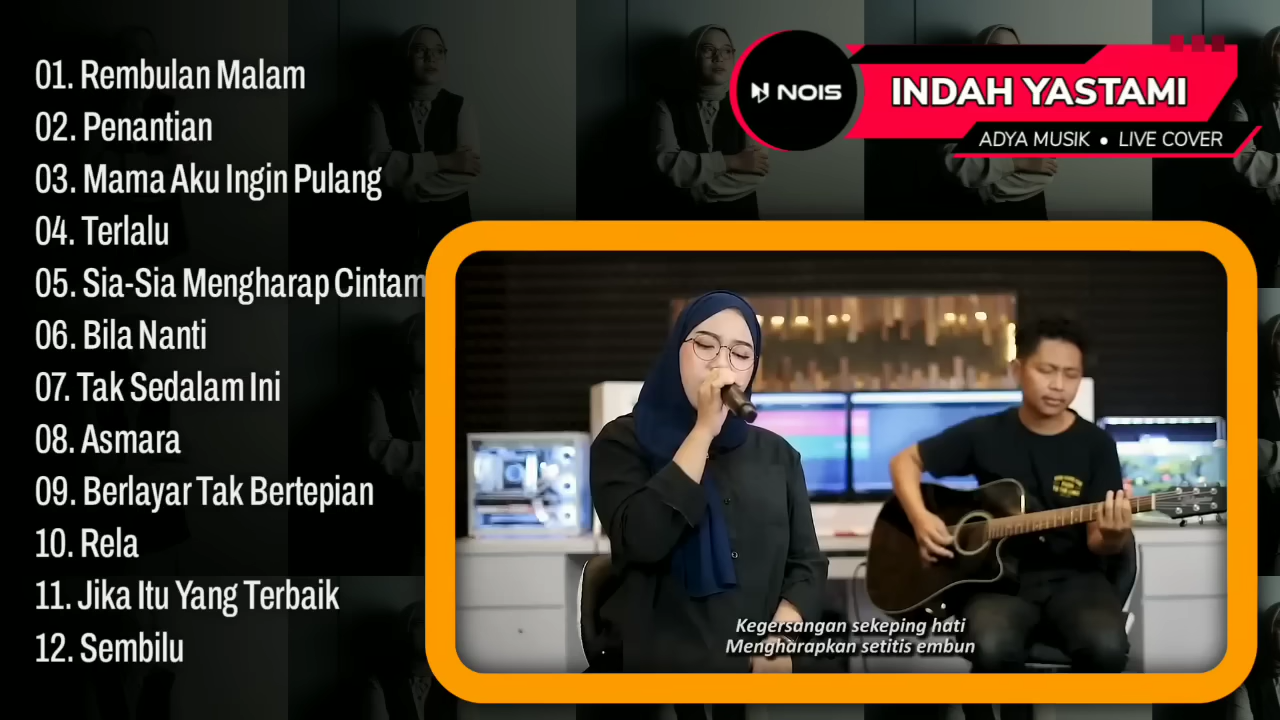 01. Rembulan Malam
02. Penantian
03. Mama Aku Ingin Pulang
04. Terlalu
05. Sia-Sia Mengharap Cintam
06. Bila Nanti
07. Tak Sedalam Ini
08. Asmara
09. Berlayar Tak Bertepian
10. Rela
11. Jika Itu Yang Terbaik
12. Sembilu
NOIS
INDAH YASTAMI
ADYA MUSIK • LIVE COVER
Kegersangan sekeping hati
Mengharapkan setitis embun